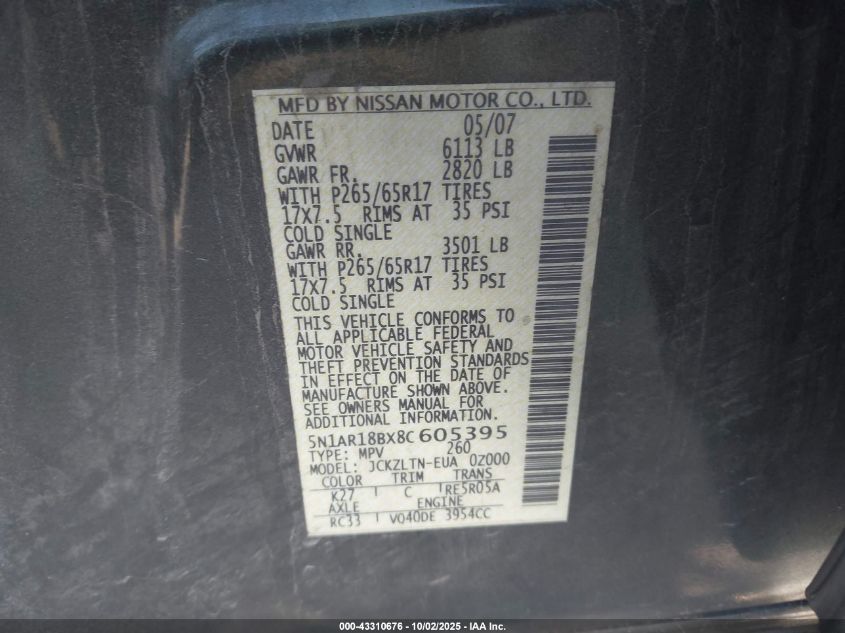 MFD BY NISSAN MOTOR CO., LTD.
DATE 05/07
GVWR 6113 LB
GAWR FR. 2820 LB
WITH P265/65R17 TIRES
17X7.5 RIMS AT 35 PSI
COLD SINGLE
GAWR RR. 3501 LB
WITH P265/65R17 TIRES
17X7.5 RIMS AT 35 PSI
COLD SINGLE
THIS VEHICLE CONFORMS TO
ALL APPLICABLE FEDERAL
MOTOR VEHICLE SAFETY AND
THEFT PREVENTION STANDARDS
IN EFFECT ON THE DATE OF
MANUFACTURE SHOWN ABOVE.
SEE OWNERS MANUAL FOR
ADDITIONAL INFORMATION.
5N1AR18BX8C605395
TYPE: MPV 260
MODEL: JCKZLTN-EUA 0Z000
COLOR TRIM TRANS
K27 C RE5R05A
AXLE ENGINE
RC33 VQ40DE 3954CC
000-43310676 - 10/02/2025 - IAA Inc.